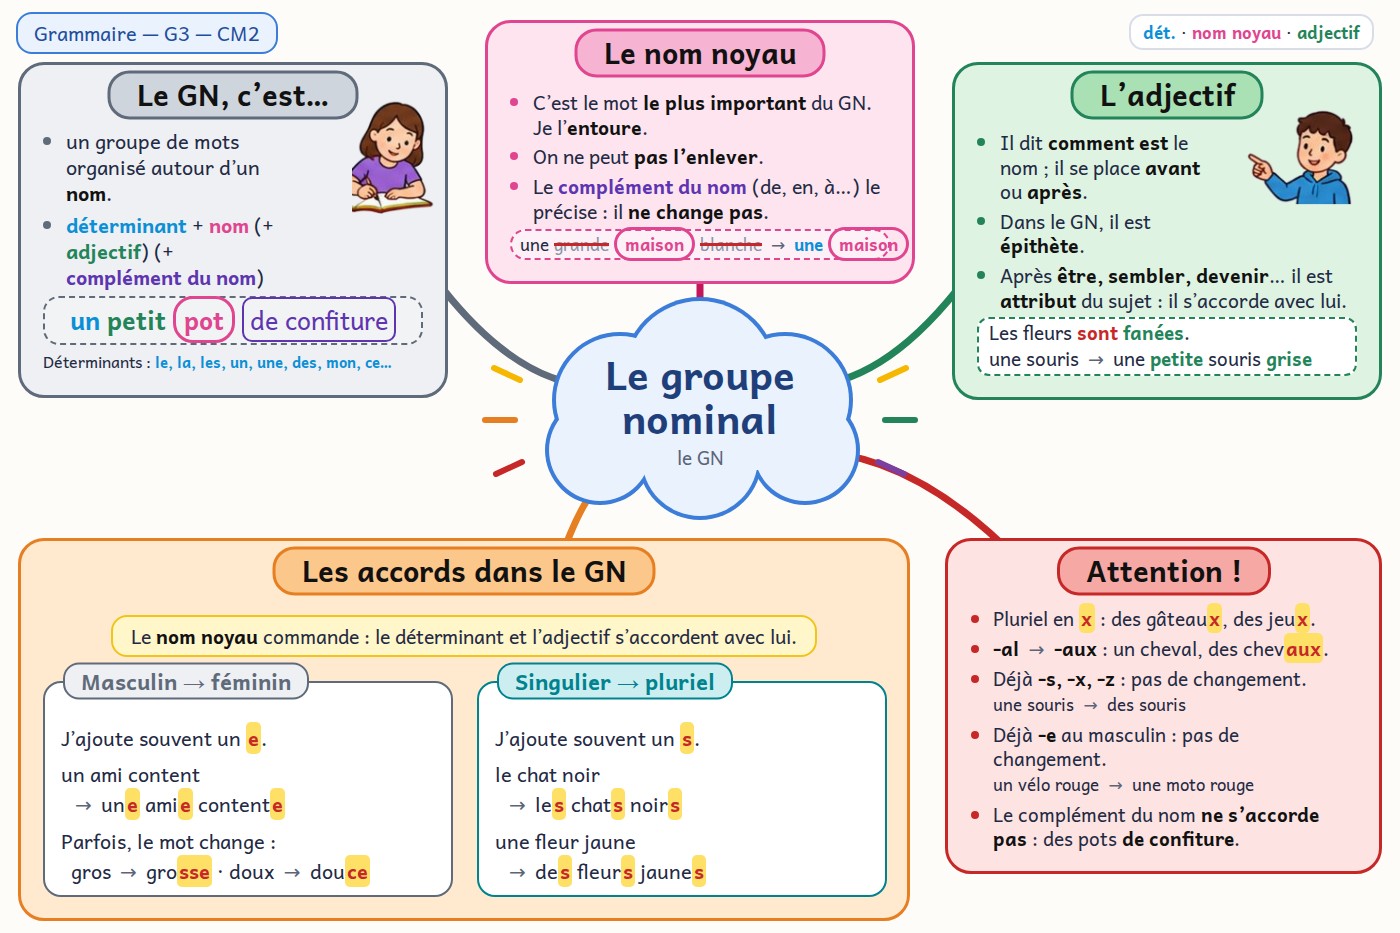 Grammaire — G3 — CM2
dét. · nom noyau · adjectif
Le GN, c’est…
un groupe de mots
organisé autour d’un
nom.
déterminant + nom (+
adjectif) (+
complément du nom)
un petit pot de confiture
Déterminants : le, la, les, un, une, des, mon, ce…
Le nom noyau
C’est le mot le plus important du GN.
Je l’entoure.
On ne peut pas l’enlever.
Le complément du nom (de, en, à…) le
précise : il ne change pas.
une grande maison blanche → une maison
L’adjectif
Il dit comment est le
nom ; il se place avant
ou après.
Dans le GN, il est
épithète.
Après être, sembler, devenir… il est
attribut du sujet : il s’accorde avec lui.
Les fleurs sont fanées.
une souris → une petite souris grise
Le groupe
nominal
le GN
Les accords dans le GN
Le nom noyau commande : le déterminant et l’adjectif s’accordent avec lui.
Masculin → féminin
J’ajoute souvent un e.
un ami content
→ une amie contente
Parfois, le mot change :
gros → grosse · doux → douce
Singulier → pluriel
J’ajoute souvent un s.
le chat noir
→ les chats noirs
une fleur jaune
→ des fleurs jaunes
Attention !
Pluriel en x : des gâteaux, des jeux.
–al → –aux : un cheval, des chevaux.
Déjà –s, –x, –z : pas de changement.
une souris → des souris
Déjà –e au masculin : pas de
changement.
un vélo rouge → une moto rouge
Le complément du nom ne s’accorde
pas : des pots de confiture.